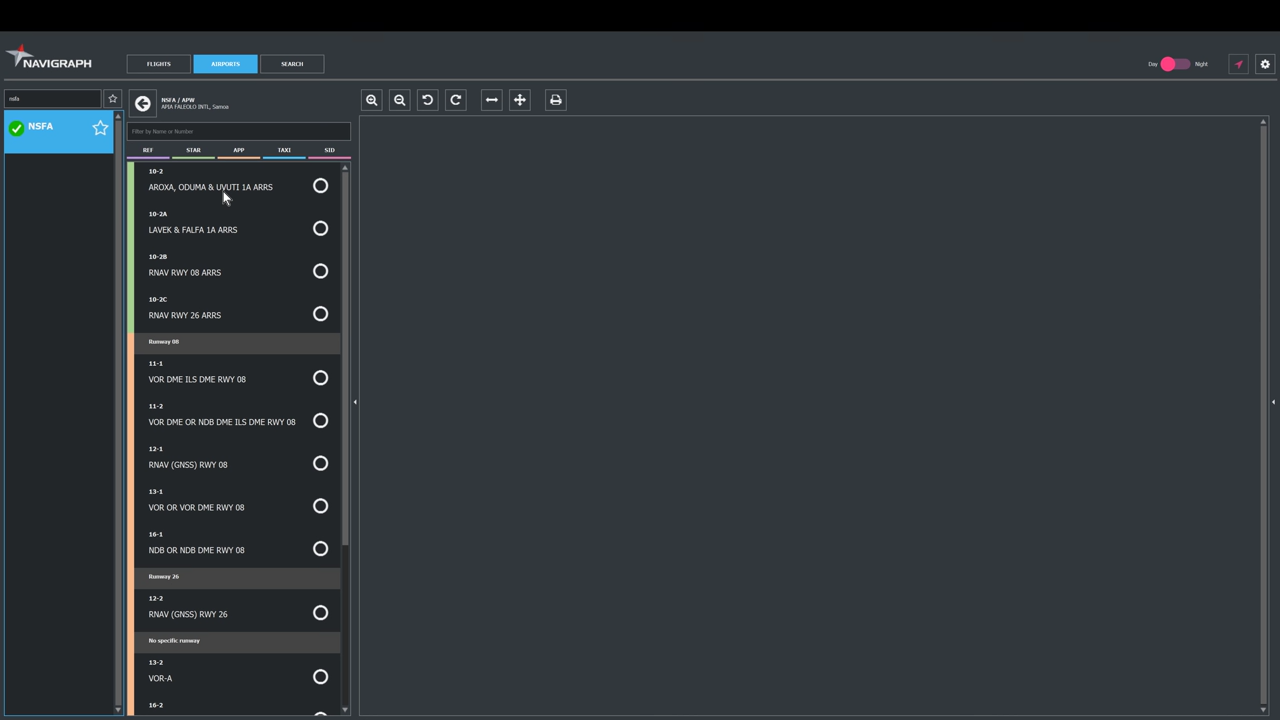 NAVIGRAPH
FLIGHTS
AIRPORTS
SEARCH
Day
Night
nsfa
NSFA
NSFA / APW
APIA FALEOLO INTL, Samoa
Filter by Name or Number
REF
STAR
APP
TAXI
SID
10-2
AROXA, ODUMA & UVUTI 1A ARRS
10-2A
LAVEK & FALFA 1A ARRS
10-2B
RNAV RWY 08 ARRS
10-2C
RNAV RWY 26 ARRS
Runway 08
11-1
VOR DME ILS DME RWY 08
11-2
VOR DME OR NDB DME ILS DME RWY 08
12-1
RNAV (GNSS) RWY 08
13-1
VOR OR VOR DME RWY 08
16-1
NDB OR NDB DME RWY 08
Runway 26
12-2
RNAV (GNSS) RWY 26
No specific runway
13-2
VOR-A
16-2